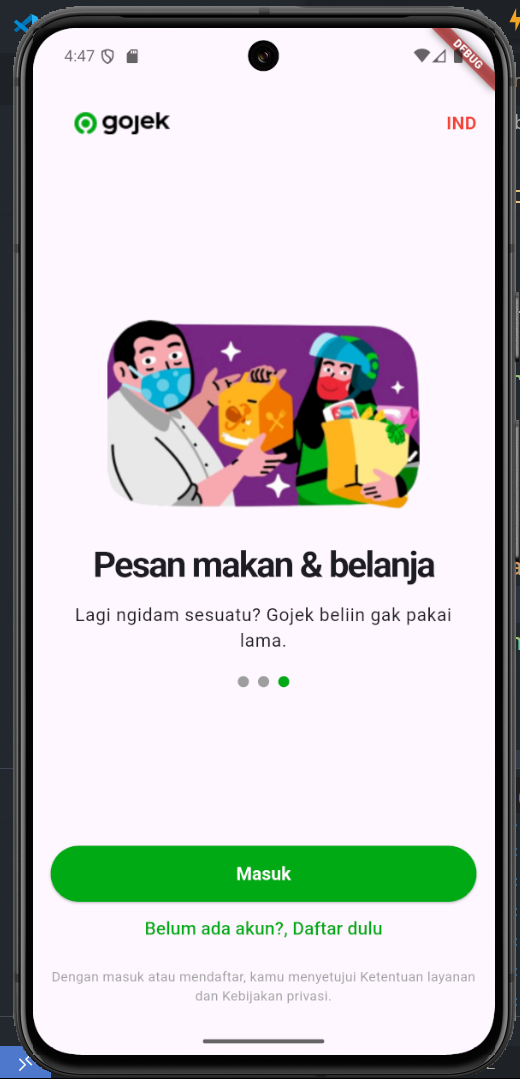 4:47
DEBUG
gojek
IND
Pesan makan & belanja
Lagi ngidam sesuatu? Gojek beliin gak pakai
lama.
Masuk
Belum ada akun?, Daftar dulu
Dengan masuk atau mendaftar, kamu menyetujui Ketentuan layanan
dan Kebijakan privasi.